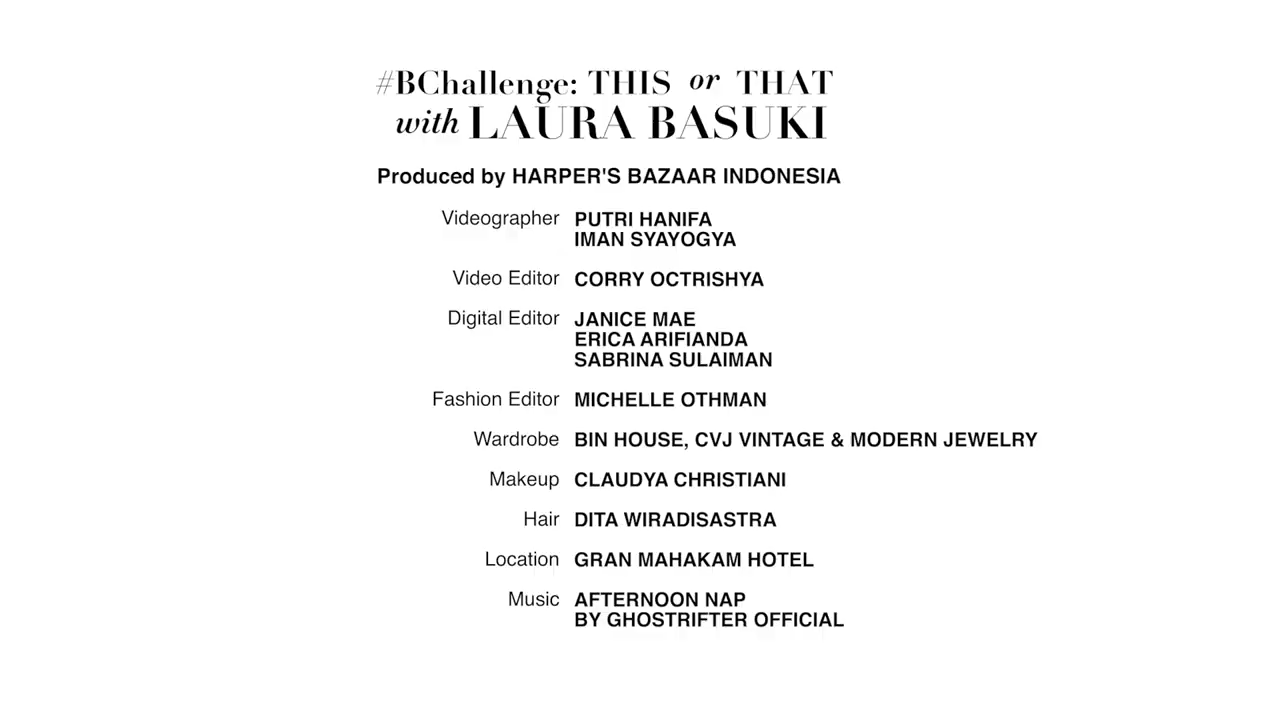 #BChallenge: THIS or THAT
with LAURA BASUKI
Produced by HARPER'S BAZAAR INDONESIA
Videographer PUTRI HANIFA
IMAN SYAYOGYA
Video Editor CORRY OCTRISHYA
Digital Editor JANICE MAE
ERICA ARIFIANDA
SABRINA SULAIMAN
Fashion Editor MICHELLE OTHMAN
Wardrobe BIN HOUSE, CVJ VINTAGE & MODERN JEWELRY
Makeup CLAUDYA CHRISTIANI
Hair DITA WIRADISASTRA
Location GRAN MAHAKAM HOTEL
Music AFTERNOON NAP
BY GHOSTRIFTER OFFICIAL